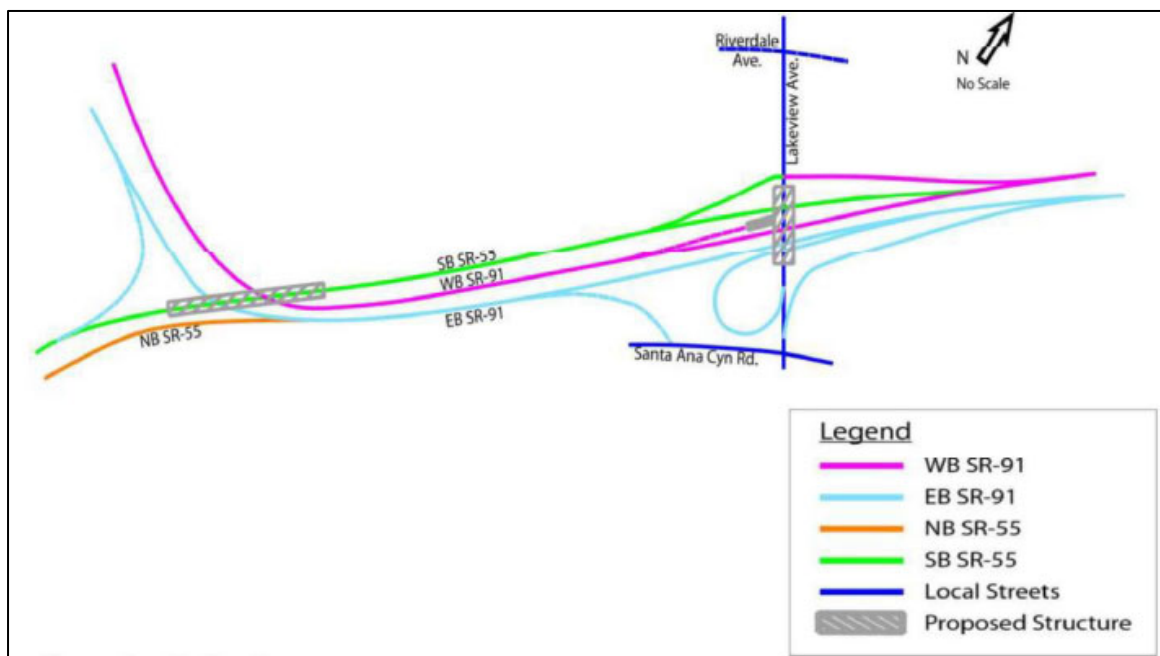 Riverdale
Ave.
Lakeview Ave.
N
No Scale
SB SR-55
WB SR-91
EB SR-91
NB SR-55
Santa Ana Cyn Rd.
Legend
WB SR-91
EB SR-91
NB SR-55
SB SR-55
Local Streets
Proposed Structure